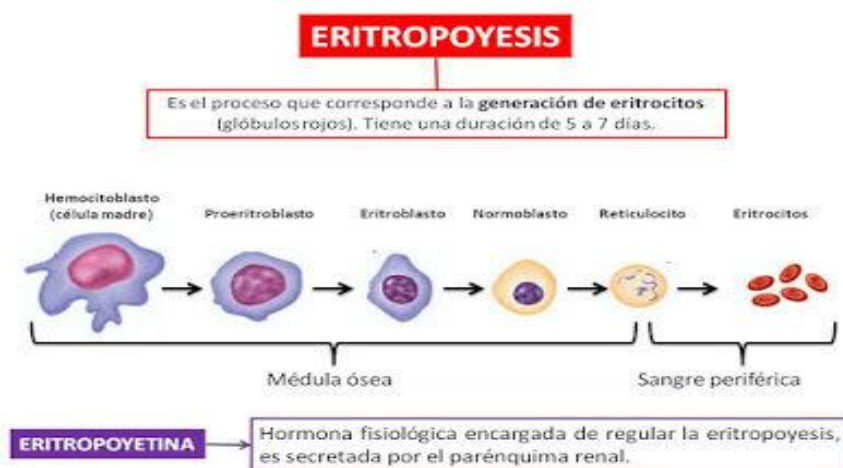 ERITROPOYESIS
Es el proceso que corresponde a la generación de eritrocitos
(glóbulos rojos). Tiene una duración de 5 a 7 días.
Hemocitoblasto
(célula madre)
Proeritroblasto
Eritroblasto
Normoblasto
Reticulocito
Eritrocitos
Médula ósea
Sangre periférica
ERITROPOYETINA
Hormona fisiológica encargada de regular la eritropoyesis,
es secretada por el parénquima renal.